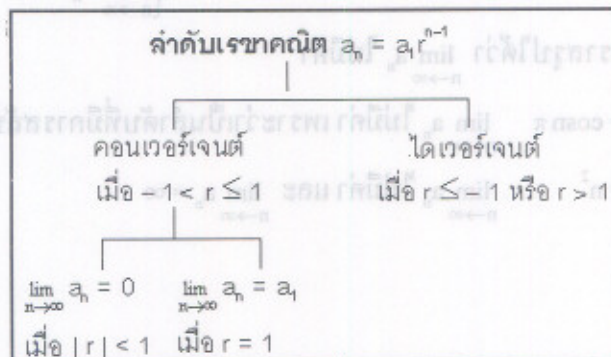 ลำดับเรขาคณิต aₙ = a₁rⁿ⁻¹
คอนเวอร์เจนต์ ไดเวอร์เจนต์
เมื่อ -1 < r ≤ 1 เมื่อ r ≤ -1 หรือ r > 1
lim aₙ = 0 lim aₙ = a₁
n→∞ n→∞
เมื่อ | r | < 1 เมื่อ r = 1